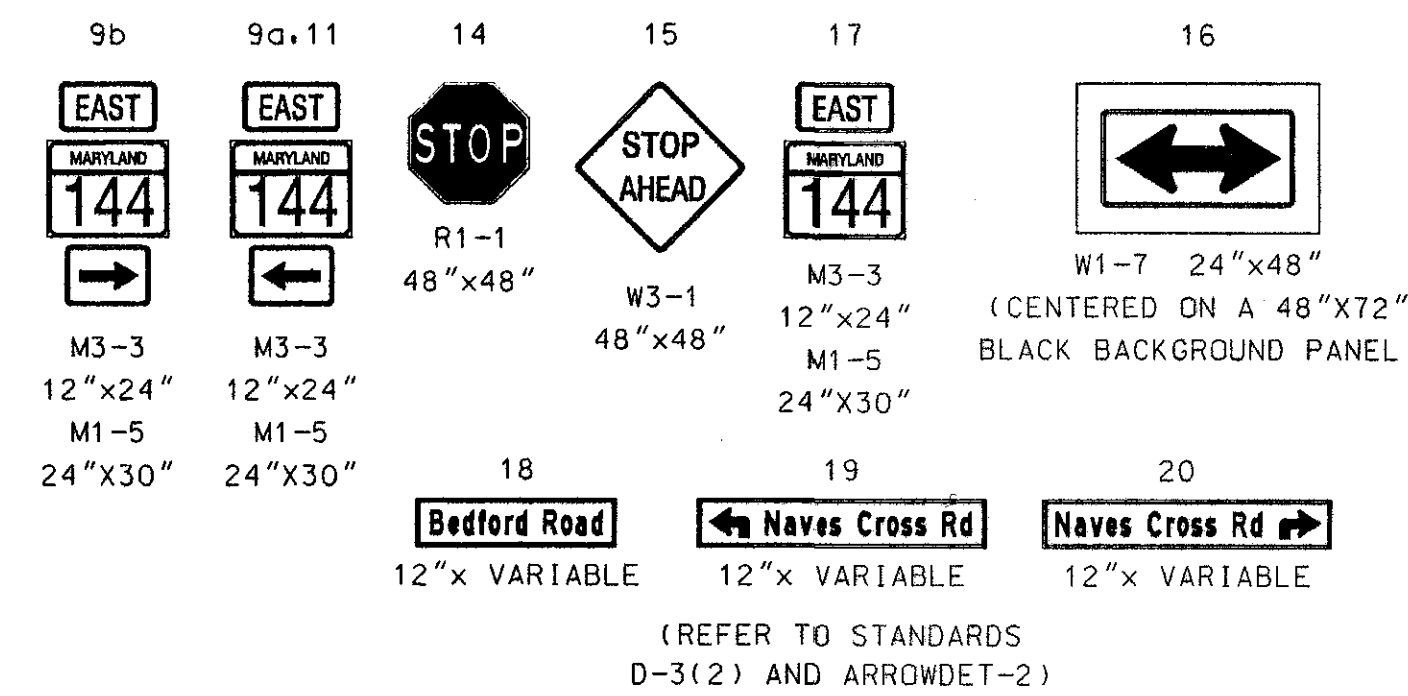 9b
9a.11
14
15
17
16
EAST
MARYLAND
144
M3-3
12"x24"
M1-5
24"X30"
EAST
MARYLAND
144
M3-3
12"x24"
M1-5
24"X30"
STOP
R1-1
48"x48"
STOP
AHEAD
W3-1
48"x48"
EAST
MARYLAND
144
M3-3
12"x24"
M1-5
24"X30"
W1-7 24"x48"
(CENTERED ON A 48"X72"
BLACK BACKGROUND PANEL
18
Bedford Road
12"x VARIABLE
19
Naves Cross Rd
12"x VARIABLE
20
Naves Cross Rd
12"x VARIABLE
(REFER TO STANDARDS
D-3(2) AND ARROWDET-2)